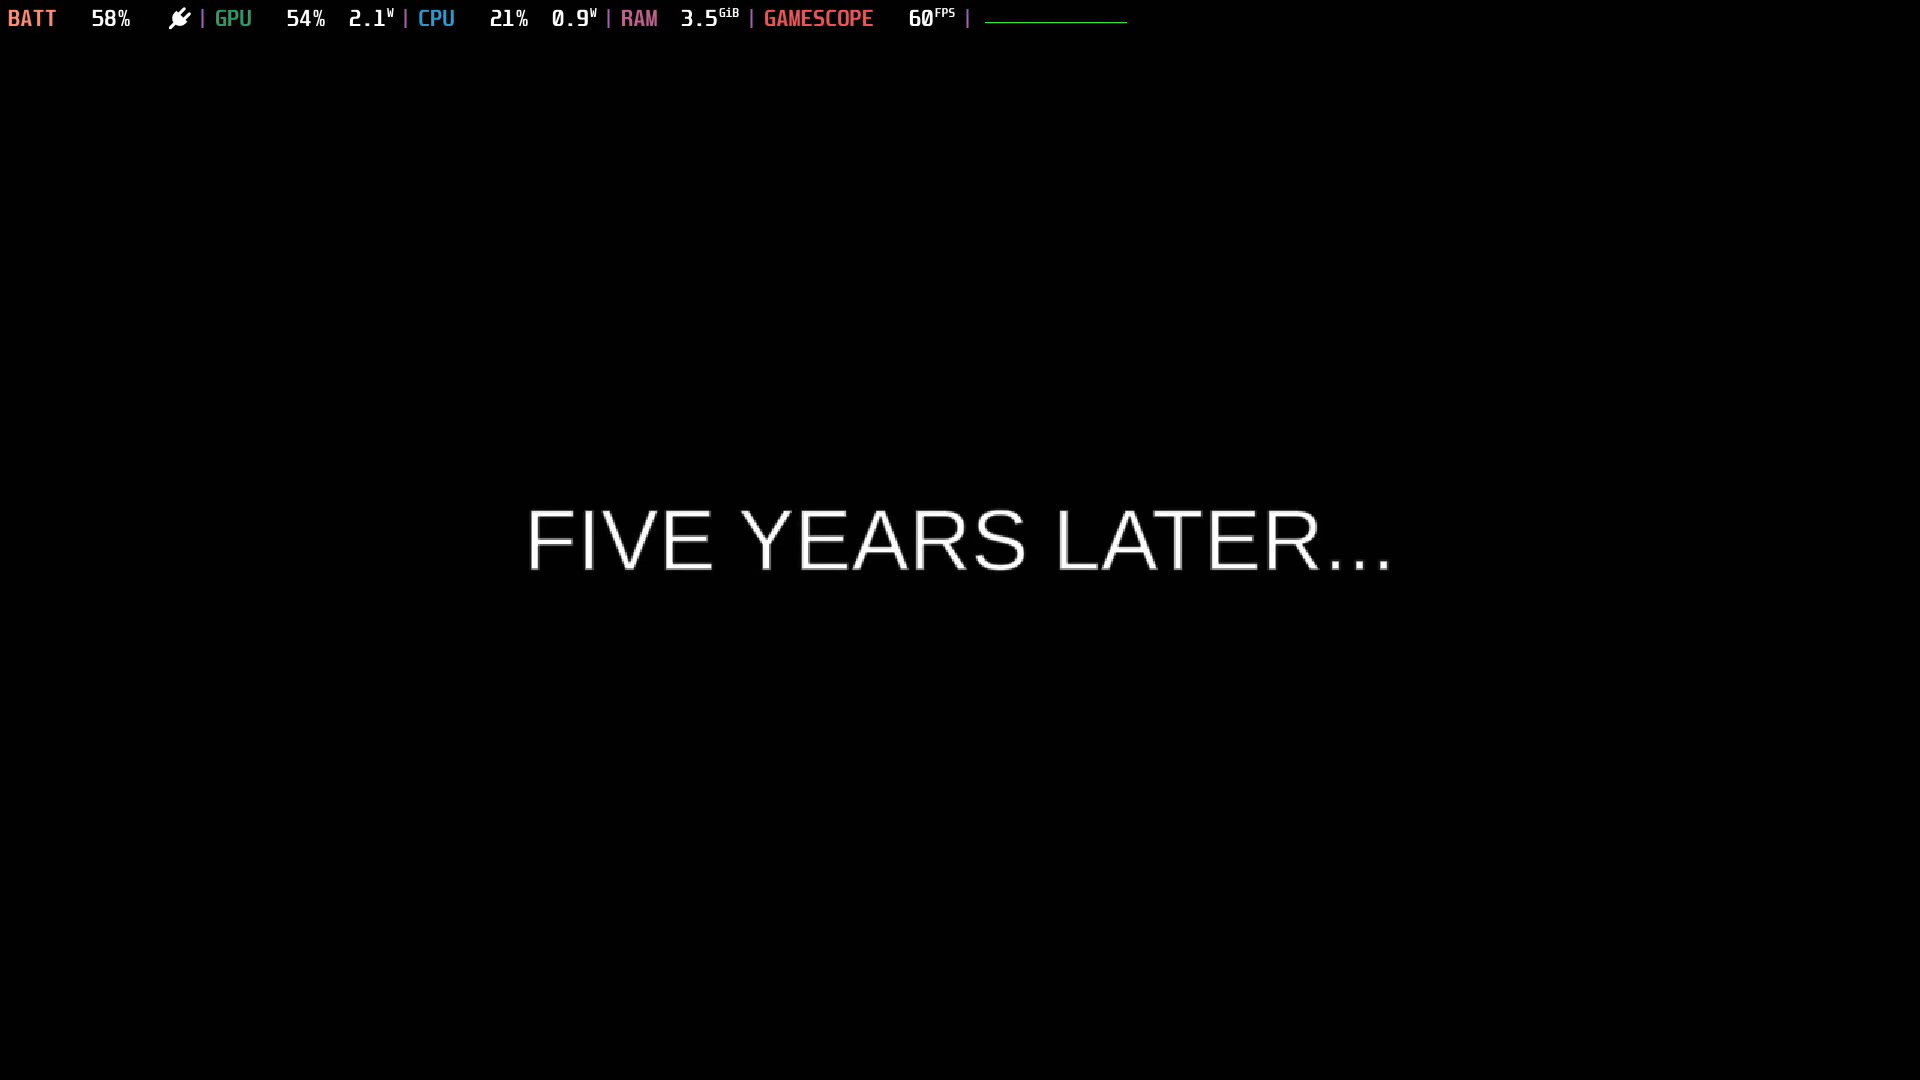 BATT 58% | GPU 54% 2.1W | CPU 21% 0.9W | RAM 3.5GiB | GAMESCOPE 60FPS |
FIVE YEARS LATER...